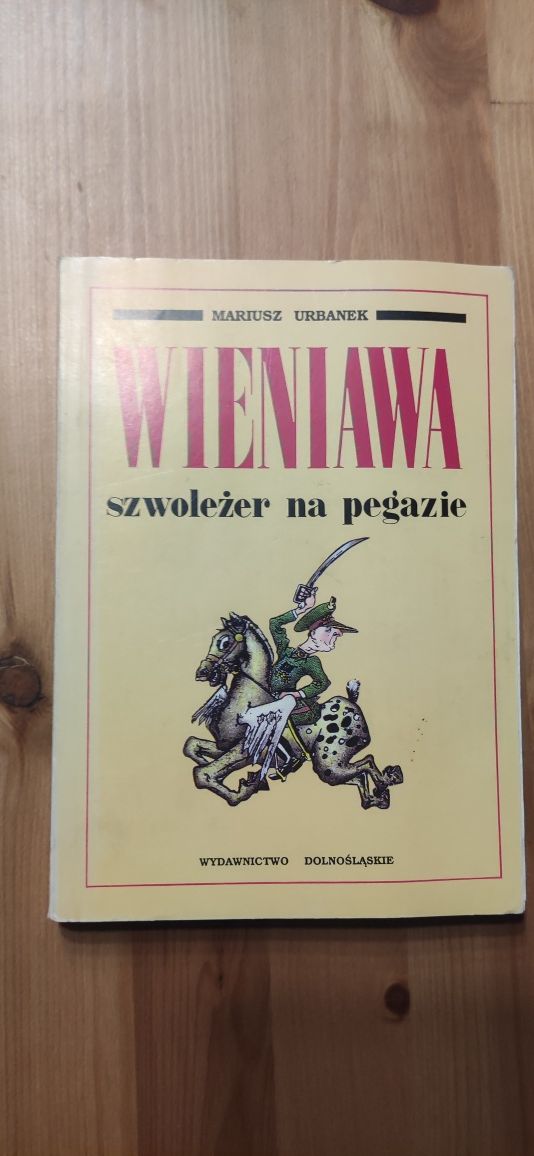 MARIUSZ URBANEK
WIENIAWA
szwoleżer na pegazie
WYDAWNICTWO DOLNOŚLĄSKIE